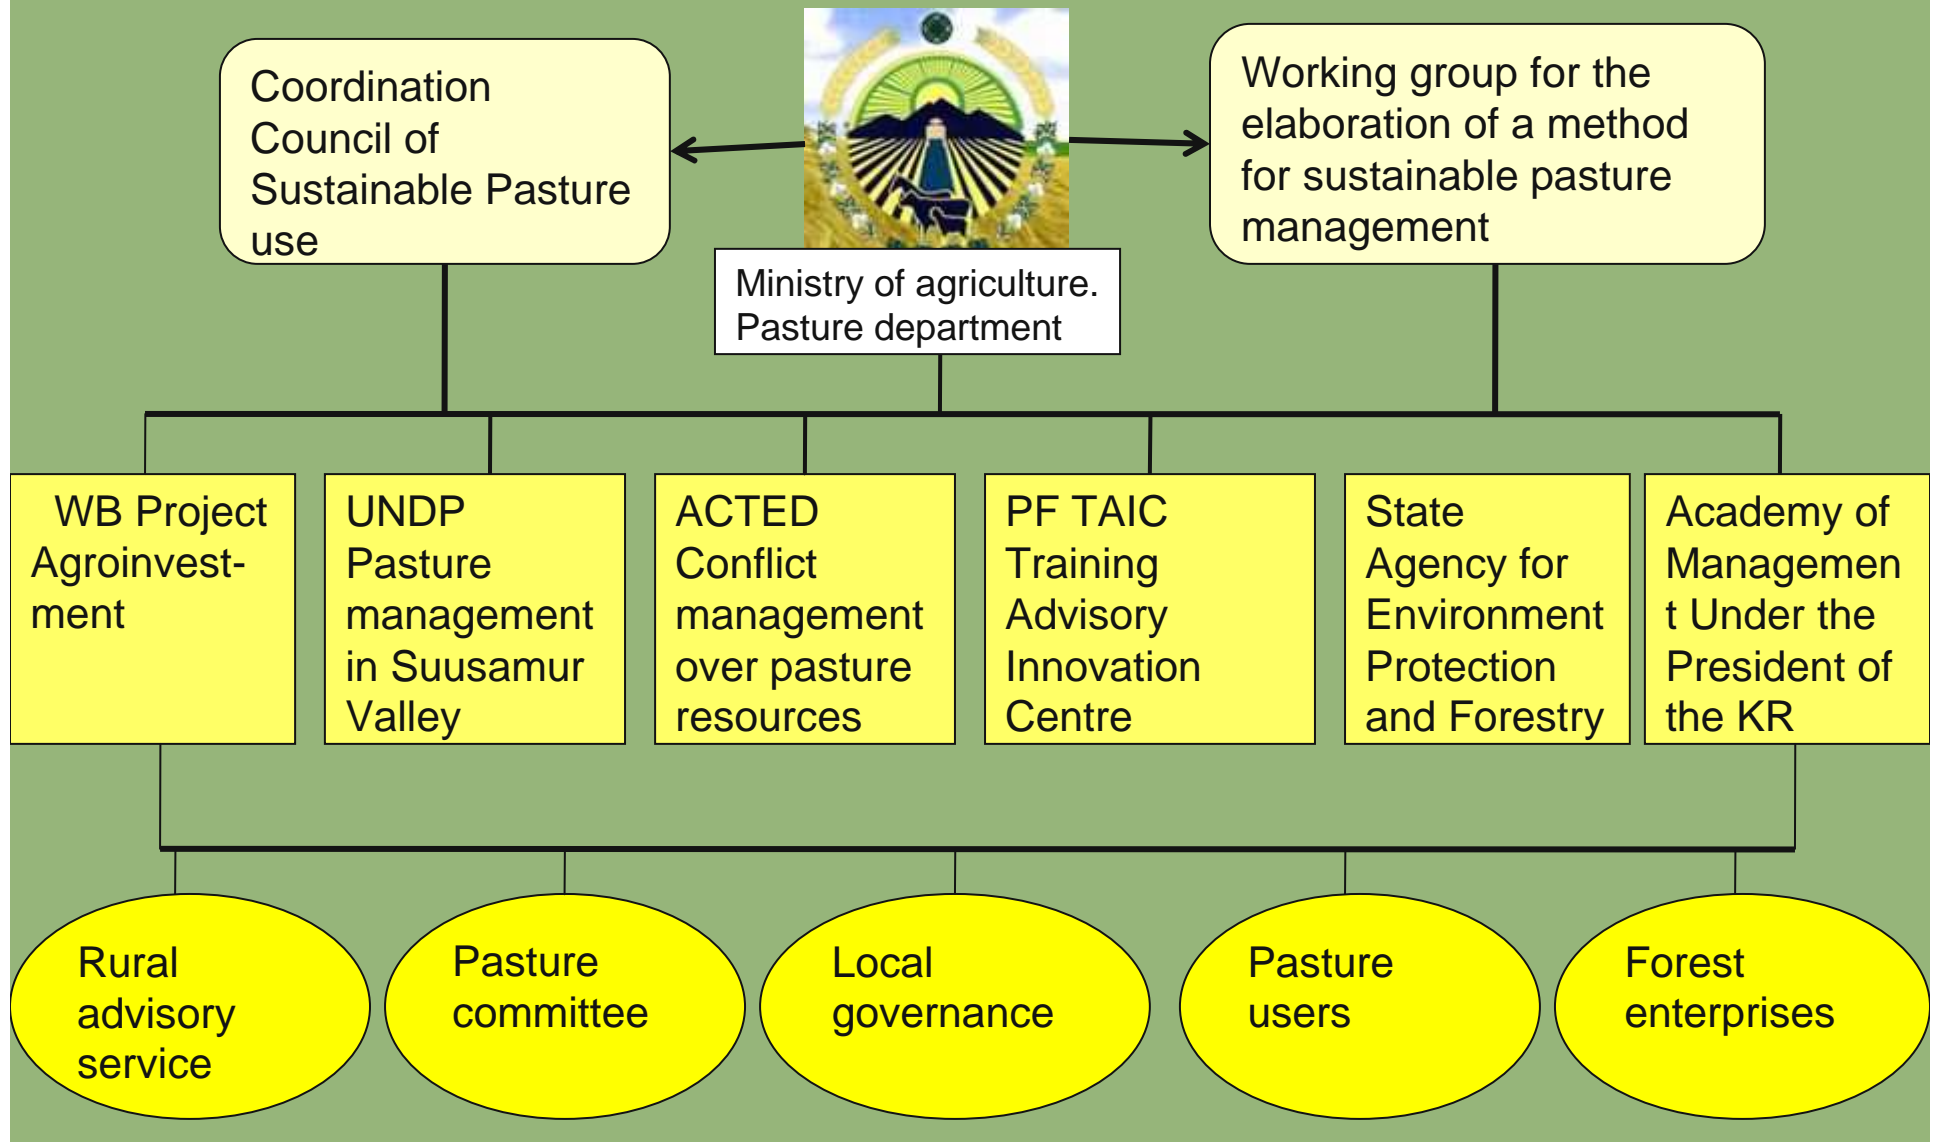 Coordination
Council of
Sustainable Pasture
use
Working group for the
elaboration of a method
for sustainable pasture
management
Ministry of agriculture.
Pasture department
WB Project
Agroinvest-
ment
UNDP
Pasture
management
in Suusamur
Valley
ACTED
Conflict
management
over pasture
resources
PF TAIC
Training
Advisory
Innovation
Centre
State
Agency for
Environment
Protection
and Forestry
Academy of
Managemen
t Under the
President of
the KR
Rural
advisory
service
Pasture
committee
Local
governance
Pasture
users
Forest
enterprises